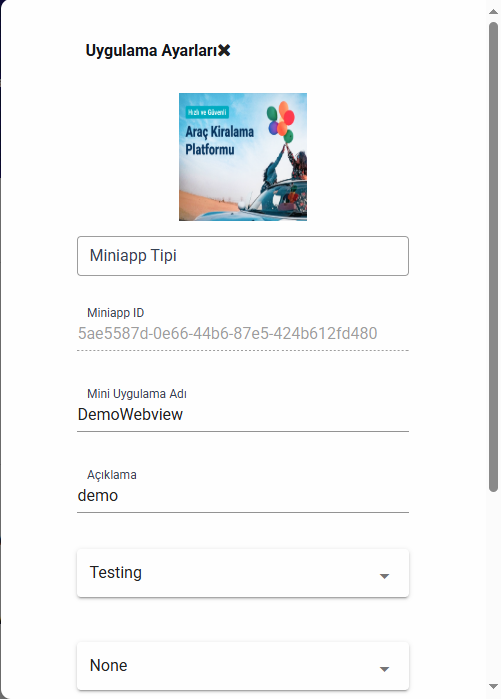 Uygulama Ayarları✖
Hızlı ve Güvenli
Araç Kiralama
Platformu
Miniapp Tipi
Miniapp ID
5ae5587d-0e66-44b6-87e5-424b612fd480
Mini Uygulama Adı
DemoWebview
Açıklama
demo
Testing
None